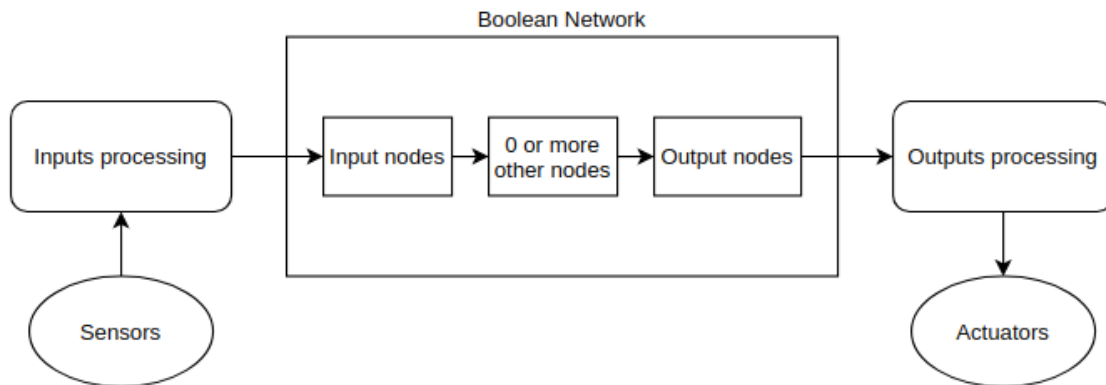 Boolean Network
Inputs processing
Input nodes
0 or more
other nodes
Output nodes
Outputs processing
Sensors
Actuators